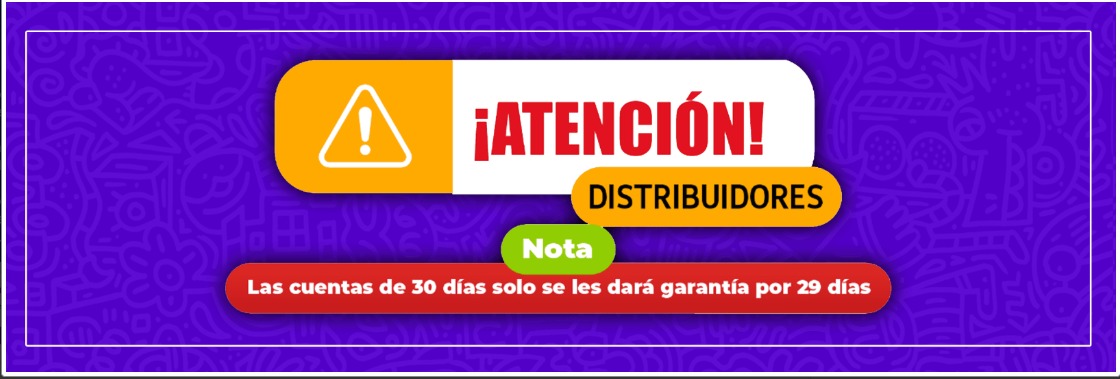 ¡ATENCIÓN!
DISTRIBUIDORES
Nota
Las cuentas de 30 días solo se les dará garantía por 29 días